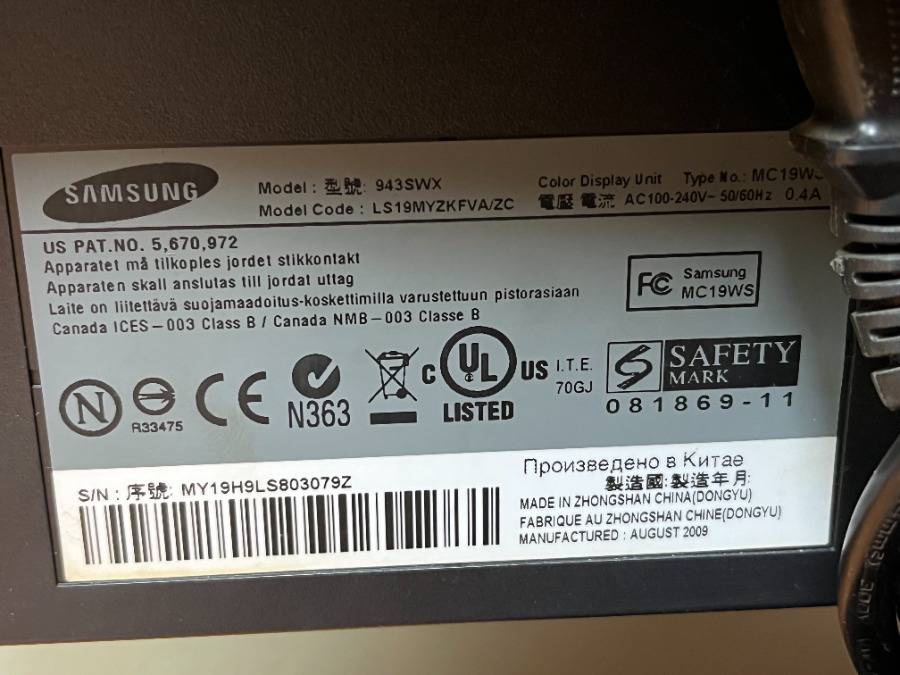 SAMSUNG
Model : 型號: 943SWX
Model Code : LS19MYZKFVA/ZC
Color Display Unit Type No.: MC19WS
電壓 電流 AC100-240V~ 50/60Hz 0.4A
US PAT.NO. 5,670,972
Apparatet må tilkoples jordet stikkontakt
Apparaten skall anslutas till jordat uttag
Laite on liitettävä suojamaadoitus-koskettimilla varustettuun pistorasiaan
Canada ICES-003 Class B / Canada NMB-003 Classe B
FC Samsung
MC19WS
N
R33475
CE
N363
C UL US
LISTED
I.T.E.
70GJ
S SAFETY
MARK
081869-11
S/N : 序號: MY19H9LS803079Z
Произведено в Китае
製造國:製造年月:
MADE IN ZHONGSHAN CHINA(DONGYU)
FABRIQUE AU ZHONGSHAN CHINE(DONGYU)
MANUFACTURED : AUGUST 2009